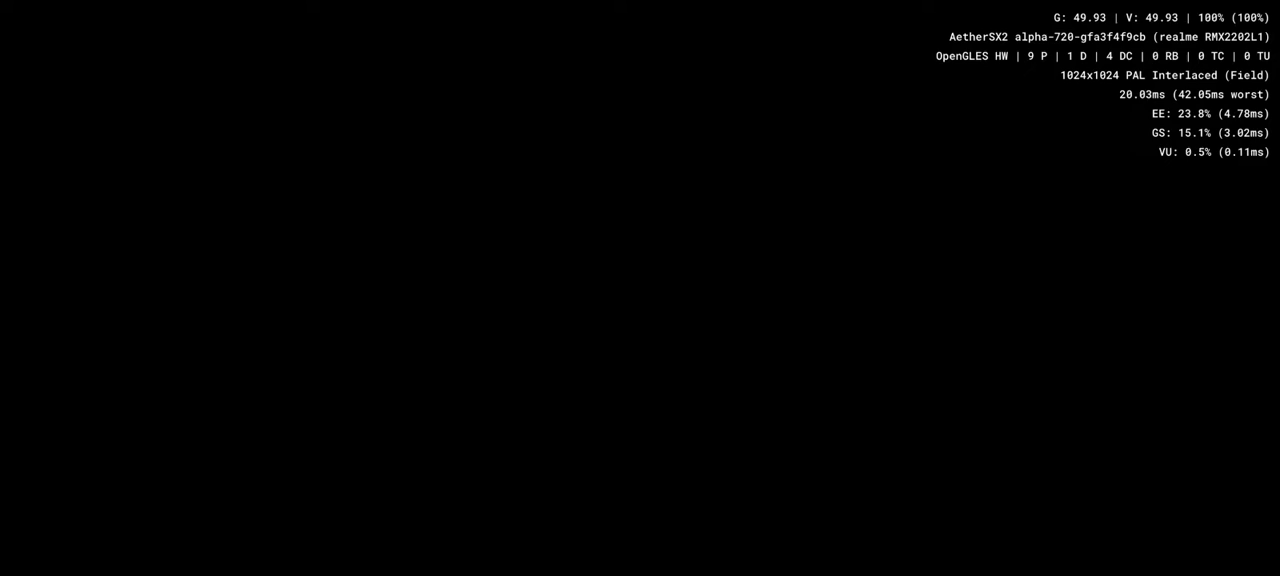 G: 49.93 | V: 49.93 | 100% (100%)
AetherSX2 alpha-720-gfa3f4f9cb (realme RMX2202L1)
OpenGLES HW | 9 P | 1 D | 4 DC | 0 RB | 0 TC | 0 TU
1024x1024 PAL Interlaced (Field)
20.03ms (42.05ms worst)
EE: 23.8% (4.78ms)
GS: 15.1% (3.02ms)
VU: 0.5% (0.11ms)